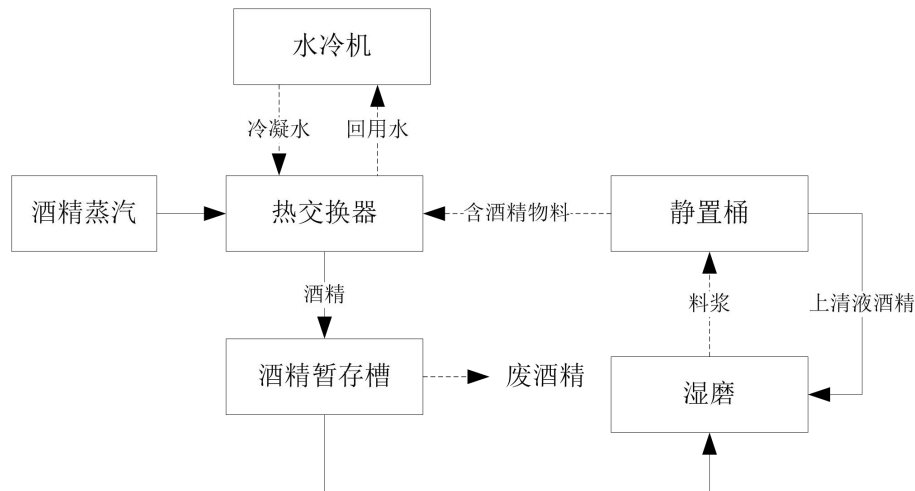 水冷机
冷凝水
回用水
酒精蒸汽
热交换器
含酒精物料
静置桶
酒精
料浆
上清液酒精
酒精暂存槽
废酒精
湿磨